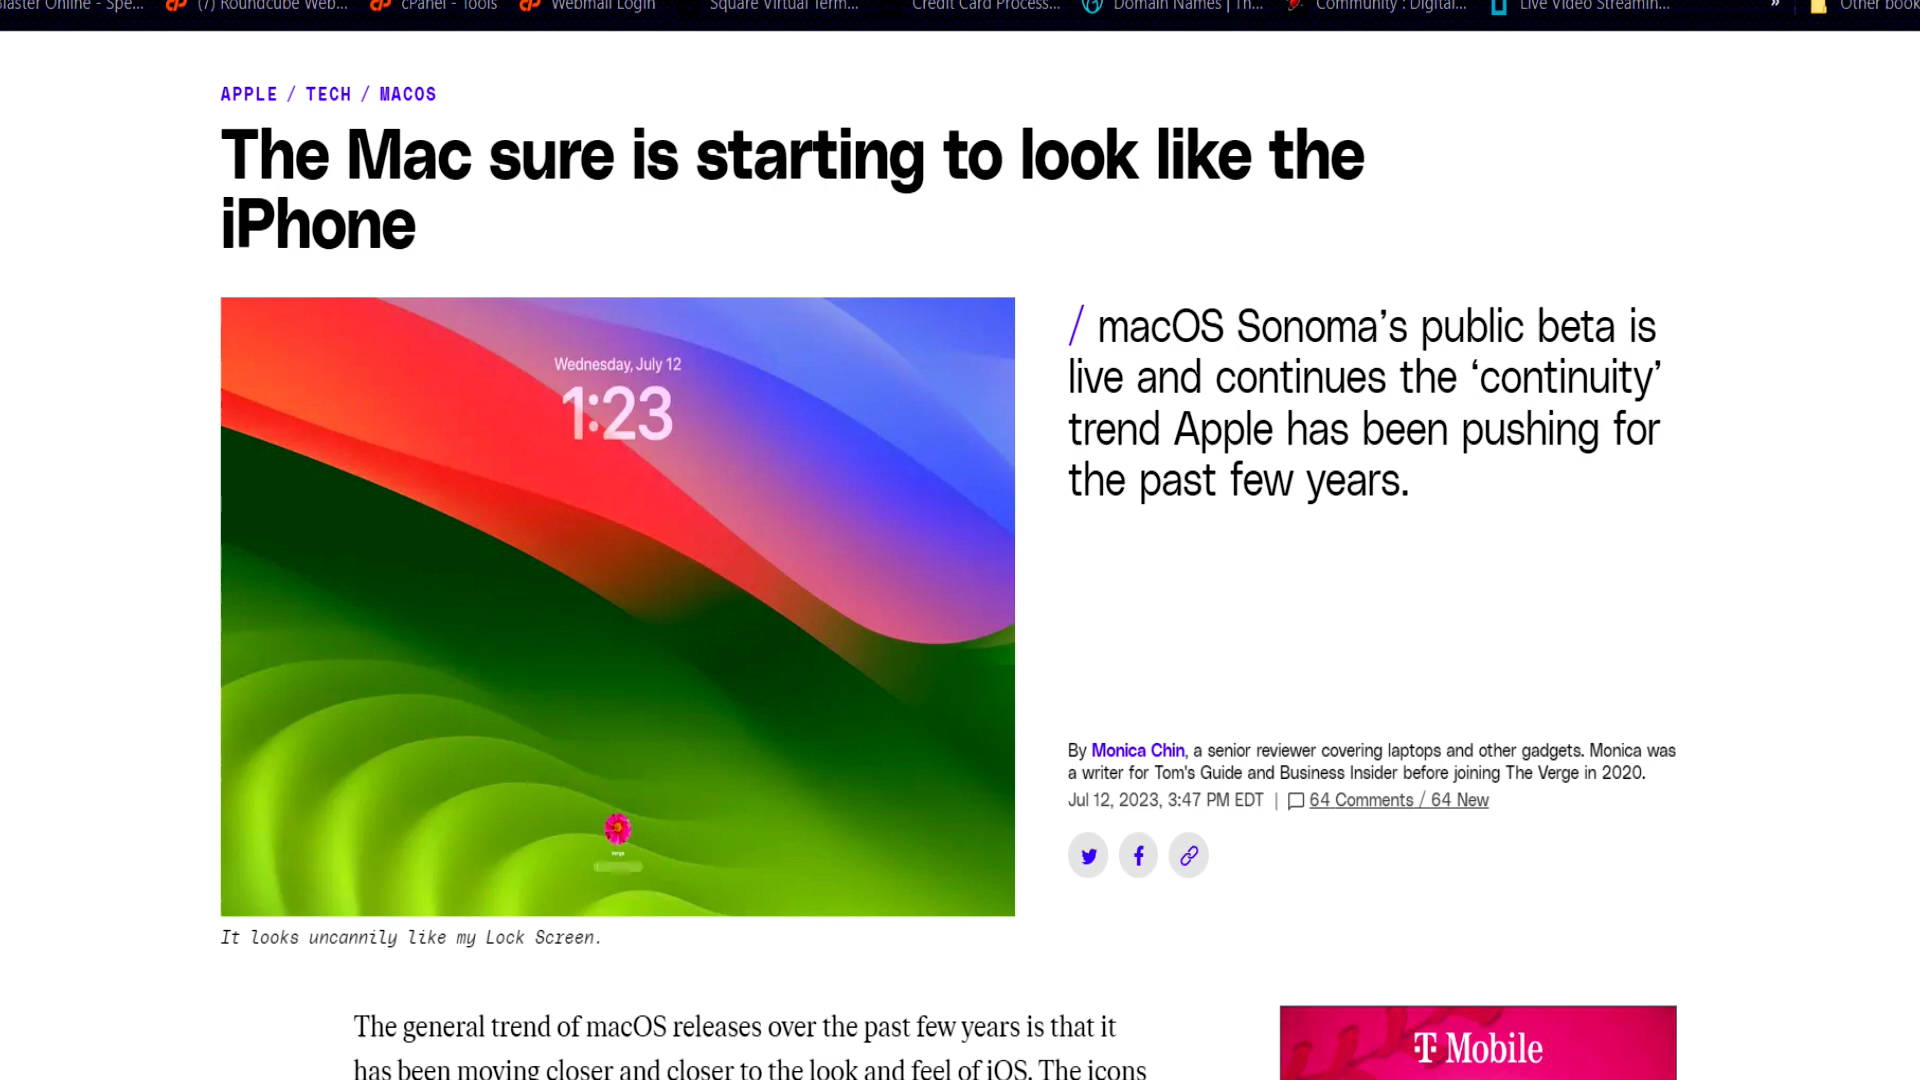 (7) Roundcube Web... cPanel - Tools Webmail Login Square Virtual Term... Credit Card Process... Domain Names | Th... Community : Digital... Live Video Streamin... » Other book
APPLE / TECH / MACOS
The Mac sure is starting to look like the
iPhone
Wednesday, July 12
1:23
Verge
It looks uncannily like my Lock Screen.
/ macOS Sonoma’s public beta is
live and continues the ‘continuity’
trend Apple has been pushing for
the past few years.
By Monica Chin, a senior reviewer covering laptops and other gadgets. Monica was
a writer for Tom's Guide and Business Insider before joining The Verge in 2020.
Jul 12, 2023, 3:47 PM EDT | 64 Comments / 64 New
The general trend of macOS releases over the past few years is that it
has been moving closer and closer to the look and feel of iOS. The icons
T Mobile